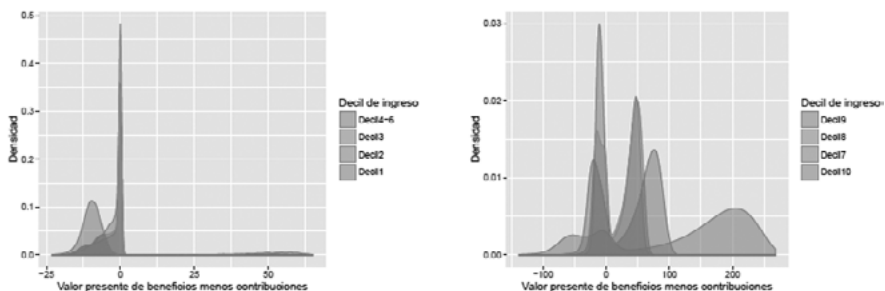 0.5
0.4
0.3
0.2
0.1
0.0
Densidad
−25
0
25
50
Valor presente de beneficios menos contribuciones
Decil de ingreso
Decil4−6
Decil3
Decil2
Decil1
0.03
0.02
0.01
0.00
Densidad
−100
0
100
200
Valor presente de beneficios menos contribuciones
Decil de ingreso
Decil9
Decil8
Decil7
Decil10